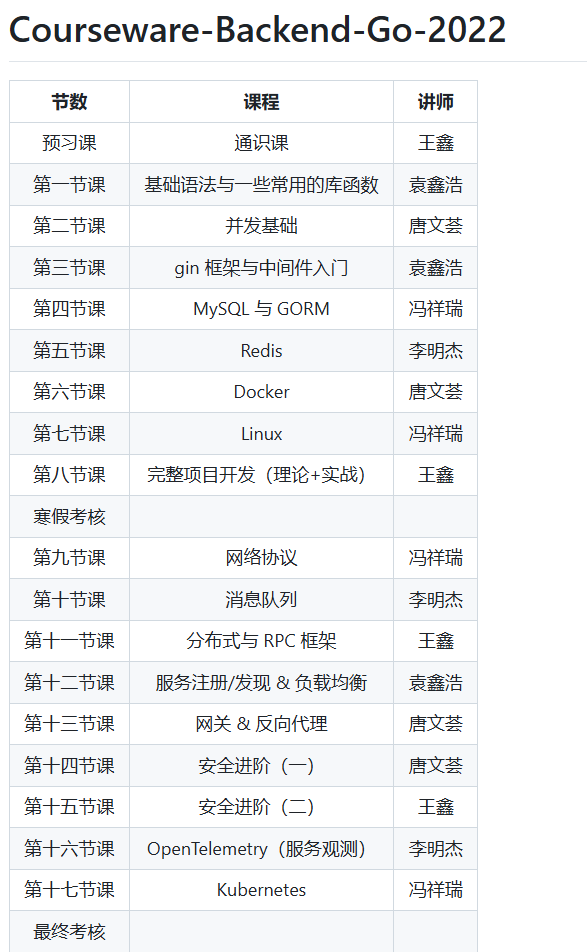 Courseware-Backend-Go-2022
节数 课程 讲师
预习课 通识课 王鑫
第一节课 基础语法与一些常用的库函数 袁鑫浩
第二节课 并发基础 唐文荟
第三节课 gin 框架与中间件入门 袁鑫浩
第四节课 MySQL 与 GORM 冯祥瑞
第五节课 Redis 李明杰
第六节课 Docker 唐文荟
第七节课 Linux 冯祥瑞
第八节课 完整项目开发（理论+实战） 王鑫
寒假考核
第九节课 网络协议 冯祥瑞
第十节课 消息队列 李明杰
第十一节课 分布式与 RPC 框架 王鑫
第十二节课 服务注册/发现 & 负载均衡 袁鑫浩
第十三节课 网关 & 反向代理 唐文荟
第十四节课 安全进阶（一） 唐文荟
第十五节课 安全进阶（二） 王鑫
第十六节课 OpenTelemetry（服务观测） 李明杰
第十七节课 Kubernetes 冯祥瑞
最终考核